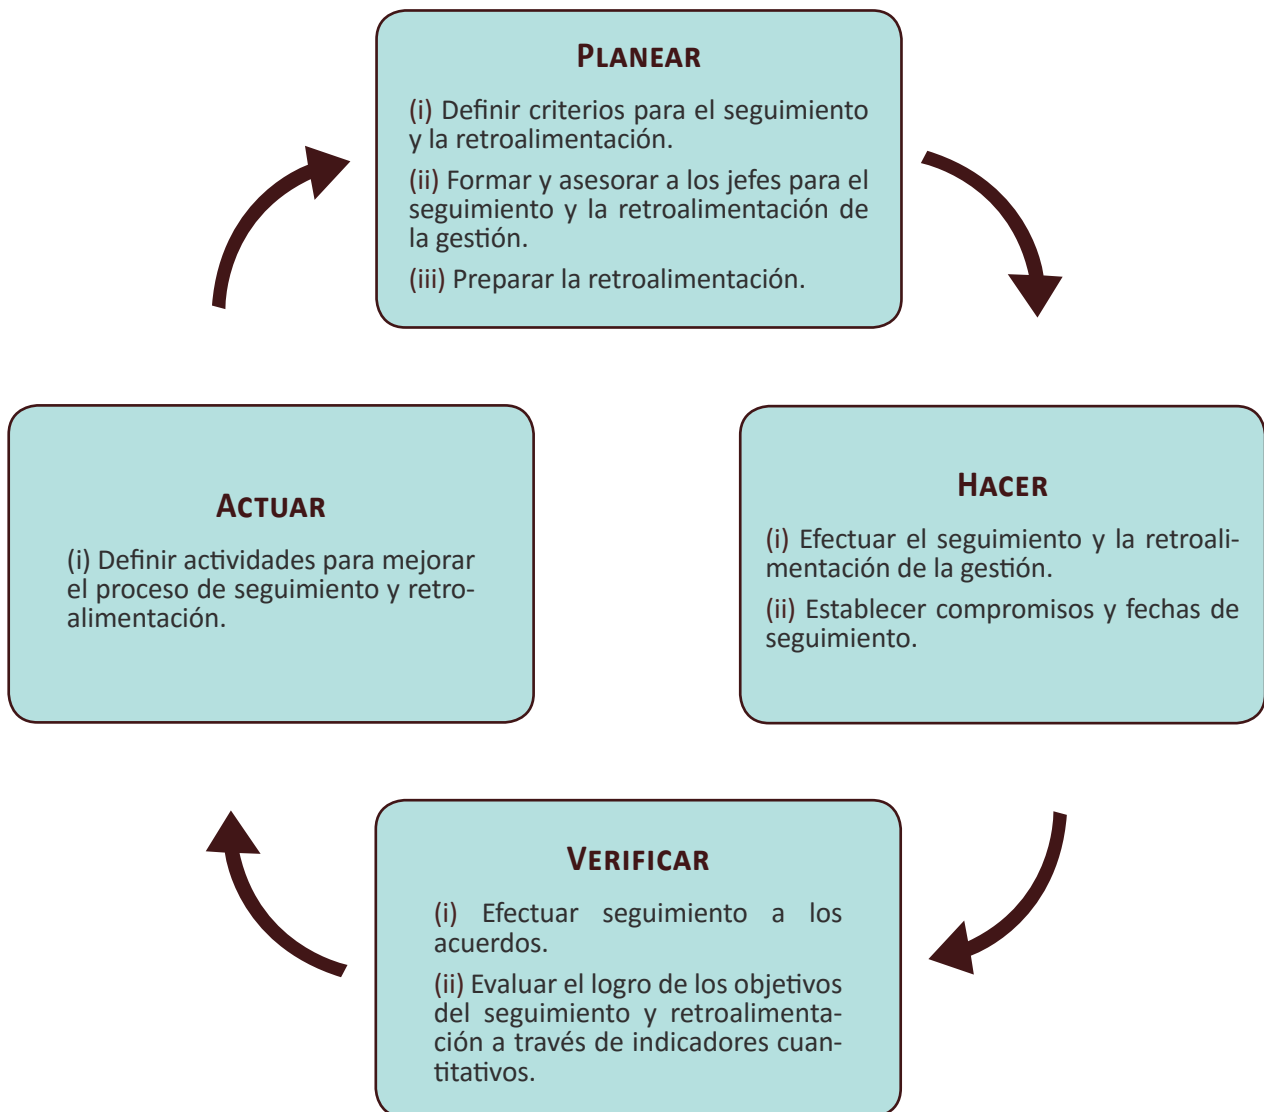 PLANEAR
(i) Definir criterios para el seguimiento
y la retroalimentación.
(ii) Formar y asesorar a los jefes para el
seguimiento y la retroalimentación de
la gestión.
(iii) Preparar la retroalimentación.
ACTUAR
(i) Definir actividades para mejorar
el proceso de seguimiento y retro-
alimentación.
HACER
(i) Efectuar el seguimiento y la retroali-
mentación de la gestión.
(ii) Establecer compromisos y fechas de
seguimiento.
VERIFICAR
(i) Efectuar seguimiento a los
acuerdos.
(ii) Evaluar el logro de los objetivos
del seguimiento y retroalimenta-
ción a través de indicadores cuan-
titativos.